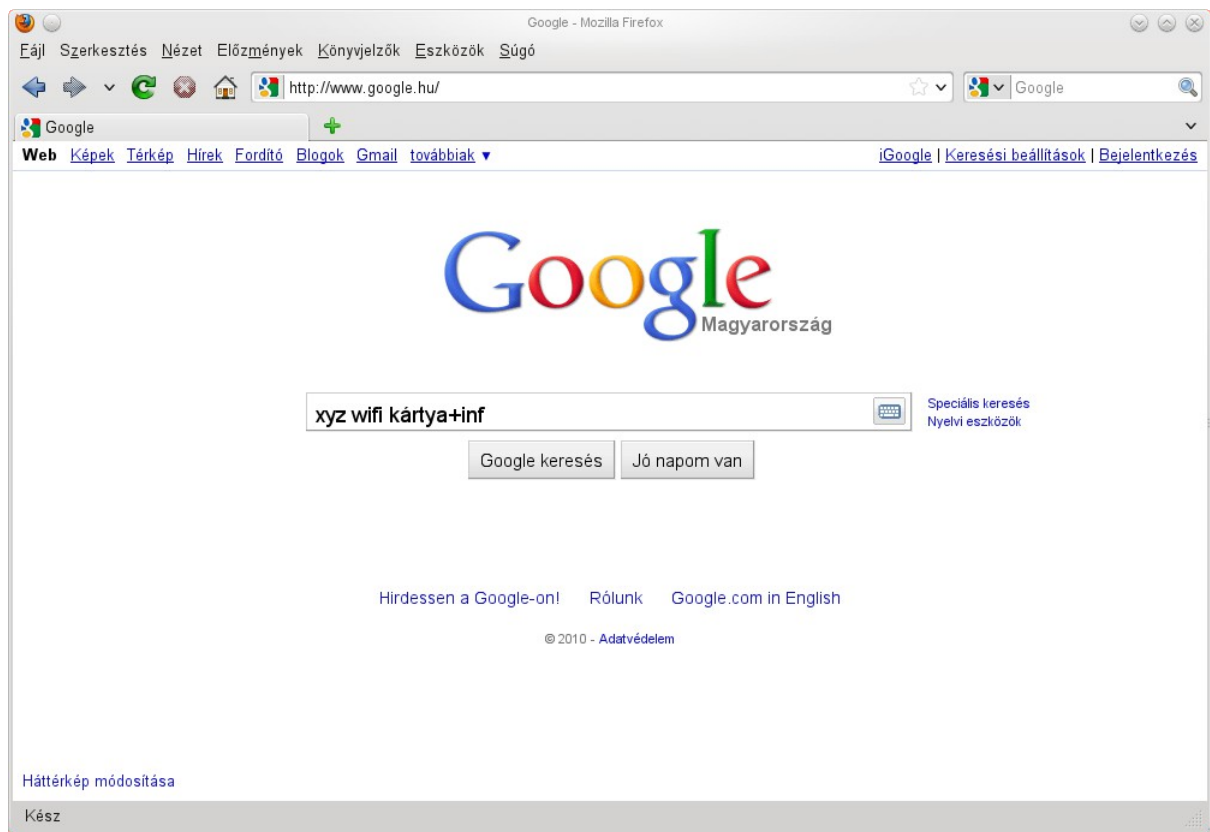 Google - Mozilla Firefox
Fájl Szerkesztés Nézet Előzmények Könyvjelzők Eszközök Súgó
http://www.google.hu/ Google
Google
Web Képek Térkép Hírek Fordító Blogok Gmail továbbiak ▼ iGoogle | Keresési beállítások | Bejelentkezés
Google
Magyarország
xyz wifi kártya+inf
Speciális keresés
Nyelvi eszközök
Google keresés Jó napom van
Hirdessen a Google-on! Rólunk Google.com in English
© 2010 - Adatvédelem
Háttérkép módosítása
Kész